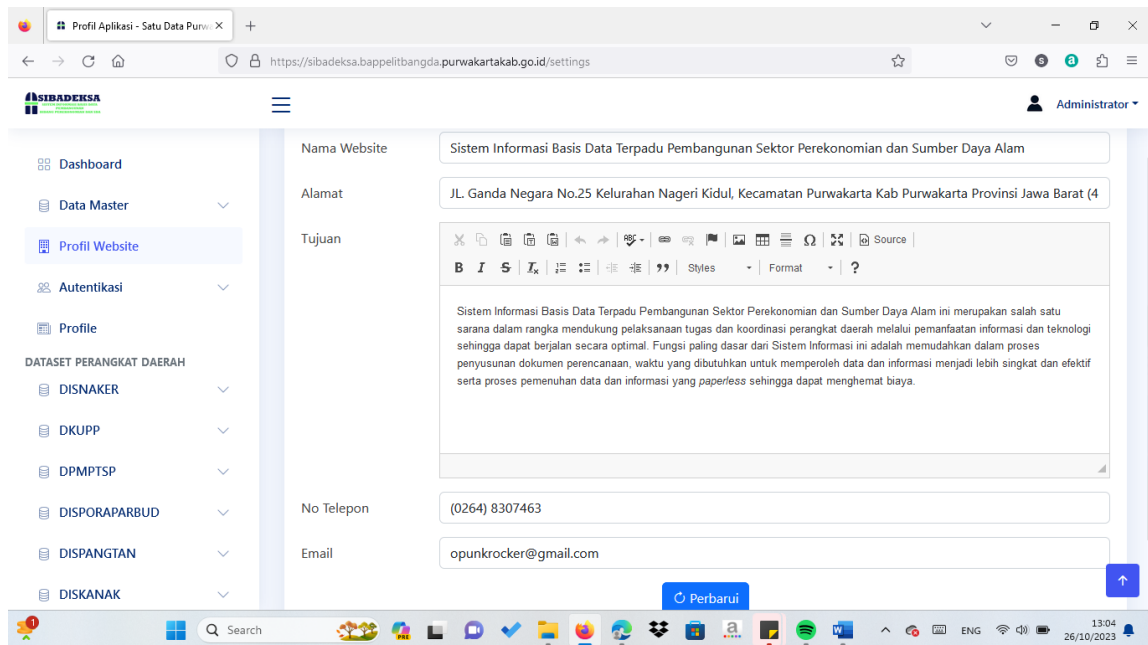 Profil Aplikasi - Satu Data Purw
https://sibadeksa.bappelitbangda.purwakartakab.go.id/settings
SIBADEKSA
Administrator
Dashboard
Data Master
Profil Website
Autentikasi
Profile
DATASET PERANGKAT DAERAH
DISNAKER
DKUPP
DPMPTSP
DISPORAPARBUD
DISPANGTAN
DISKANAK
Nama Website
Sistem Informasi Basis Data Terpadu Pembangunan Sektor Perekonomian dan Sumber Daya Alam
Alamat
JL. Ganda Negara No.25 Kelurahan Nageri Kidul, Kecamatan Purwakarta Kab Purwakarta Provinsi Jawa Barat (4
Tujuan
Source
B I S Ix Styles Format ?
Sistem Informasi Basis Data Terpadu Pembangunan Sektor Perekonomian dan Sumber Daya Alam ini merupakan salah satu
sarana dalam rangka mendukung pelaksanaan tugas dan koordinasi perangkat daerah melalui pemanfaatan informasi dan teknologi
sehingga dapat berjalan secara optimal. Fungsi paling dasar dari Sistem Informasi ini adalah memudahkan dalam proses
penyusunan dokumen perencanaan, waktu yang dibutuhkan untuk memperoleh data dan informasi menjadi lebih singkat dan efektif
serta proses pemenuhan data dan informasi yang paperless sehingga dapat menghemat biaya.
No Telepon
(0264) 8307463
Email
opunkrocker@gmail.com
Perbarui
1
Search
PRE
ENG
13:04
26/10/2023